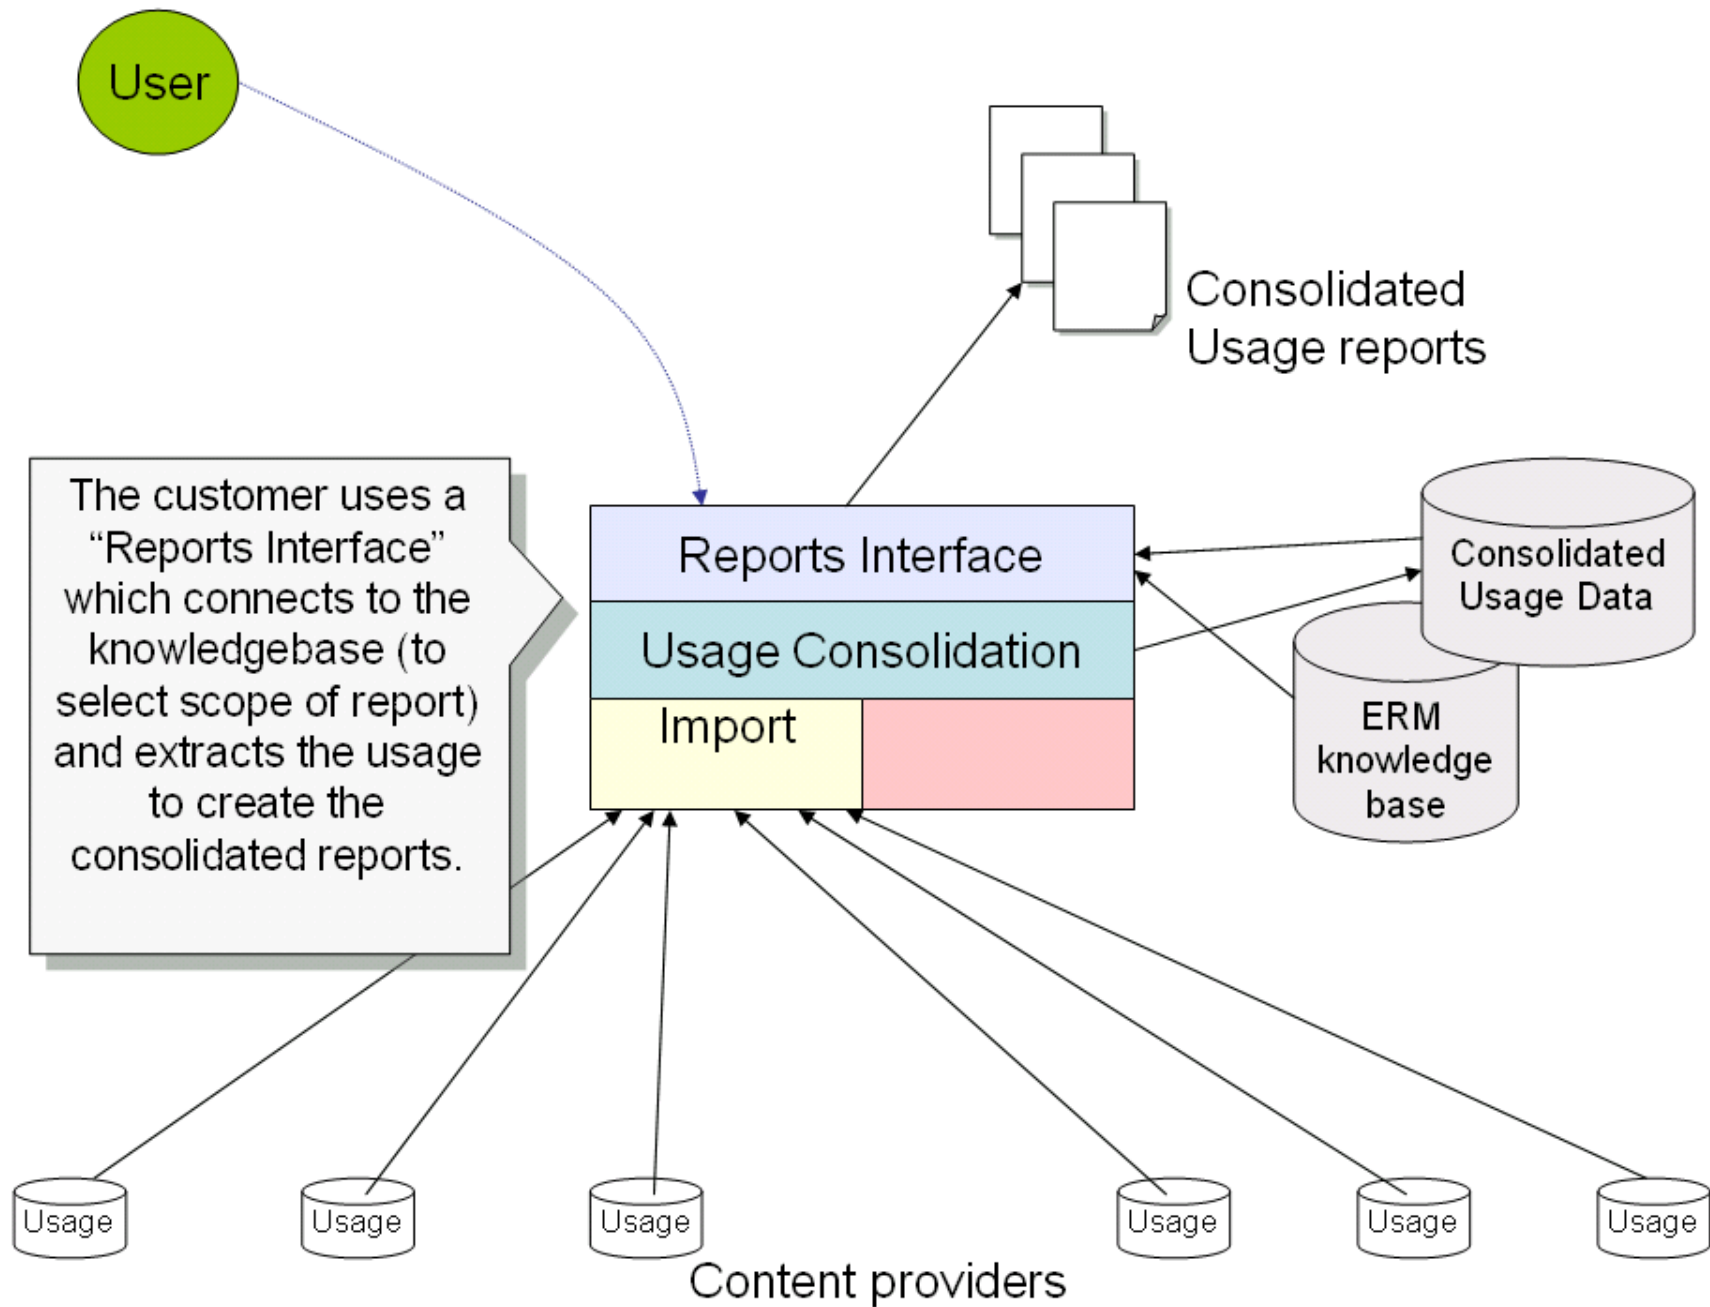 User
Consolidated
Usage reports
The customer uses a
“Reports Interface”
which connects to the
knowledgebase (to
select scope of report)
and extracts the usage
to create the
consolidated reports.
Reports Interface
Usage Consolidation
Import
Consolidated
Usage Data
ERM
knowledge
base
Usage
Usage
Usage
Usage
Usage
Usage
Content providers